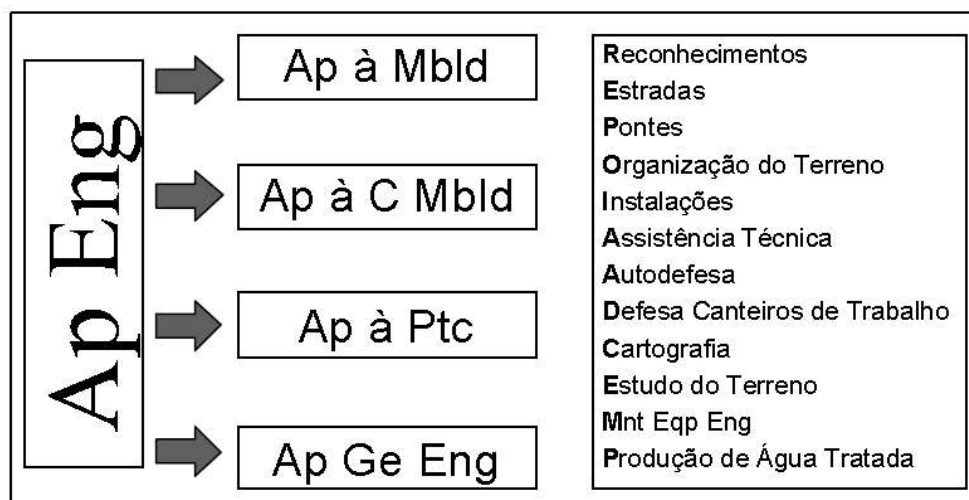 Ap Eng
Ap à Mbld
Ap à C Mbld
Ap à Ptc
Ap Ge Eng
Reconhecimentos
Estradas
Pontes
Organização do Terreno
Instalações
Assistência Técnica
Autodefesa
Defesa Canteiros de Trabalho
Cartografia
Estudo do Terreno
Mnt Eqp Eng
Produção de Água Tratada